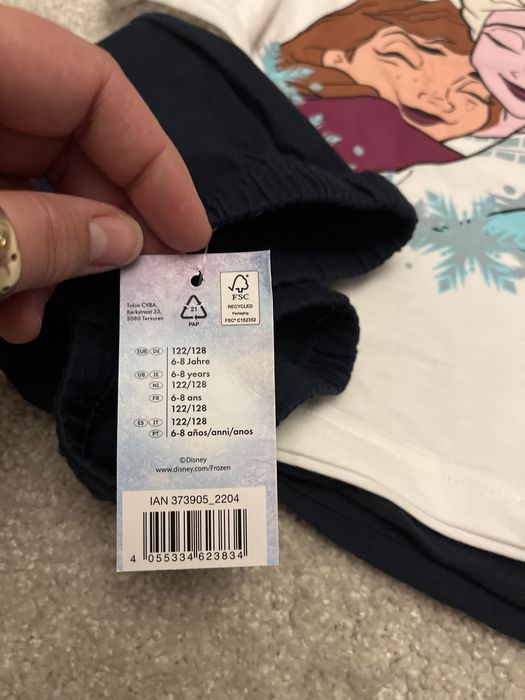 Tolon CVBA,
Kerkstraat 33,
3080 Tervuren
21
PAP
FSC
RECYCLED
Packaging
FSC® C152352
EUR DE 122/128
6-8 Jahre
GB IE 6-8 years
NI 122/128
FR 6-8 ans
122/128
ES IT 122/128
PT 6-8 años/anni/anos
©Disney
www.disney.com/Frozen
IAN 373905_2204
4 055334 623834